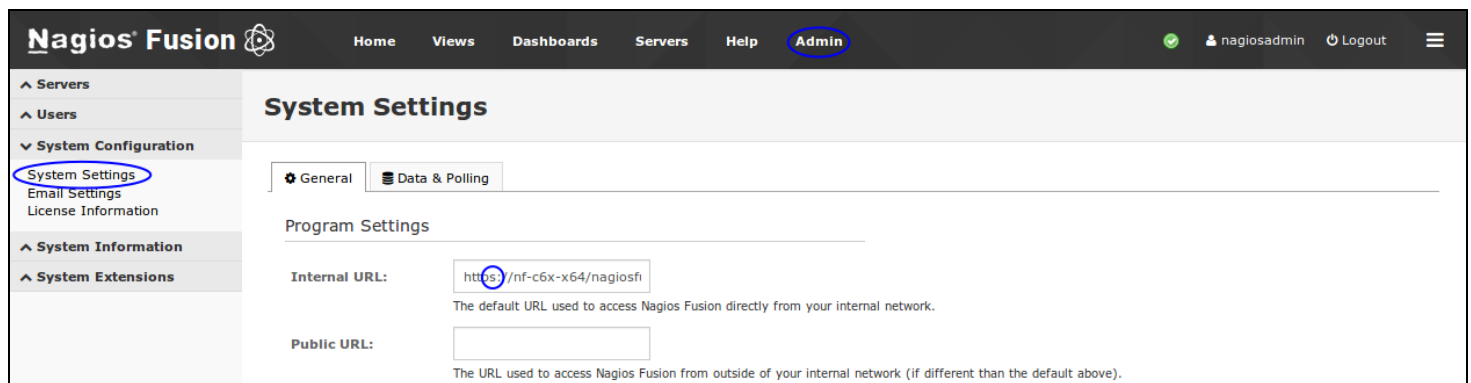 Nagios® Fusion Home Views Dashboards Servers Help Admin nagiosadmin Logout
Servers
Users
System Configuration
System Settings
Email Settings
License Information
System Information
System Extensions
System Settings
General Data & Polling
Program Settings
Internal URL: https://nf-c6x-x64/nagiosfu
The default URL used to access Nagios Fusion directly from your internal network.
Public URL:
The URL used to access Nagios Fusion from outside of your internal network (if different than the default above).